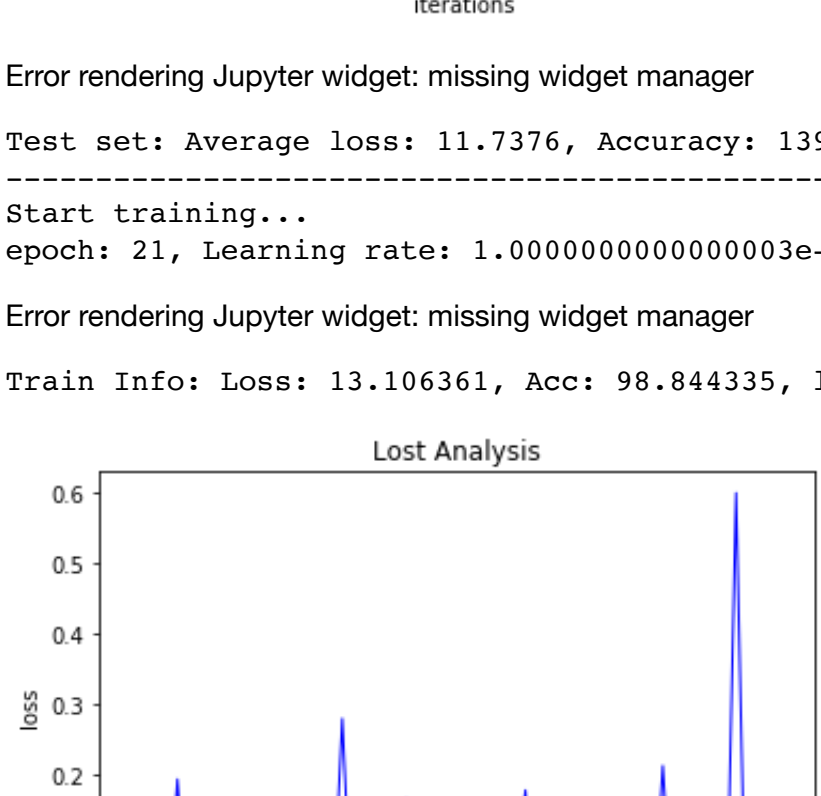 iterations
Error rendering Jupyter widget: missing widget manager
Test set: Average loss: 11.7376, Accuracy: 139
------------------------------------------------
Start training...
epoch: 21, Learning rate: 1.0000000000000003e-
Error rendering Jupyter widget: missing widget manager
Train Info: Loss: 13.106361, Acc: 98.844335, l
Lost Analysis
0.6
0.5
0.4
0.3
0.2
loss